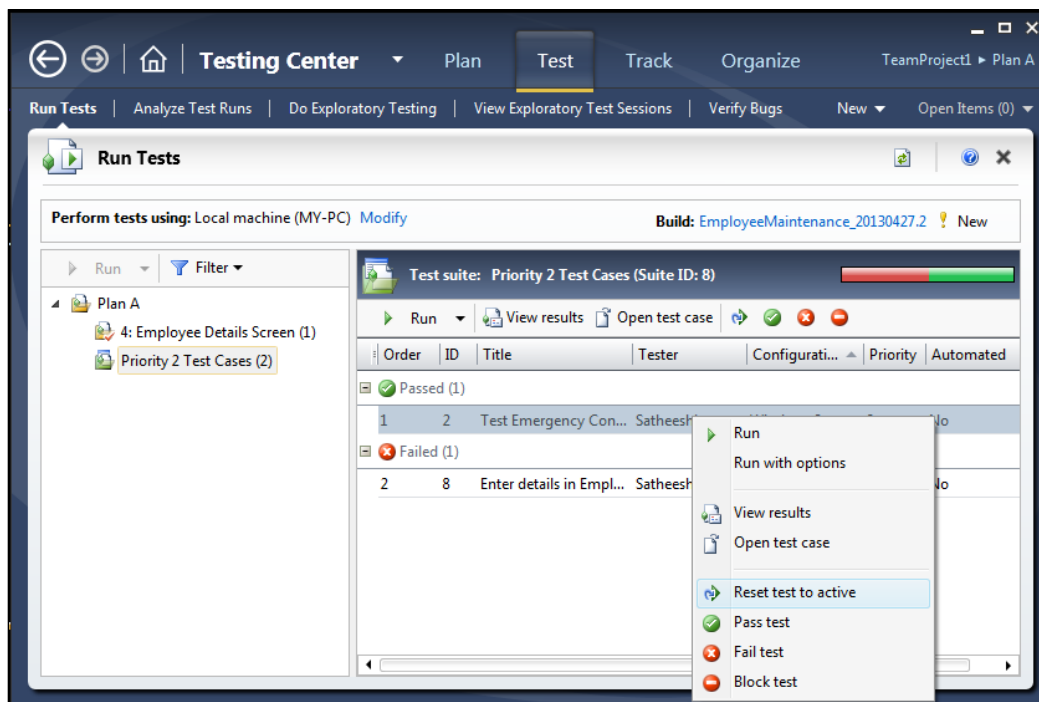 Testing Center Plan Test Track Organize TeamProject1 ▸ Plan A
Run Tests | Analyze Test Runs | Do Exploratory Testing | View Exploratory Test Sessions | Verify Bugs New Open Items (0)
Run Tests
Perform tests using: Local machine (MY-PC) Modify Build: EmployeeMaintenance_20130427.2 New
Run Filter
Plan A
4: Employee Details Screen (1)
Priority 2 Test Cases (2)
Test suite: Priority 2 Test Cases (Suite ID: 8)
Run View results Open test case
Order ID Title Tester Configurati... Priority Automated
Passed (1)
1 2 Test Emergency Con... Satheesh No
Failed (1)
2 8 Enter details in Empl... Satheesh No
Run
Run with options
View results
Open test case
Reset test to active
Pass test
Fail test
Block test